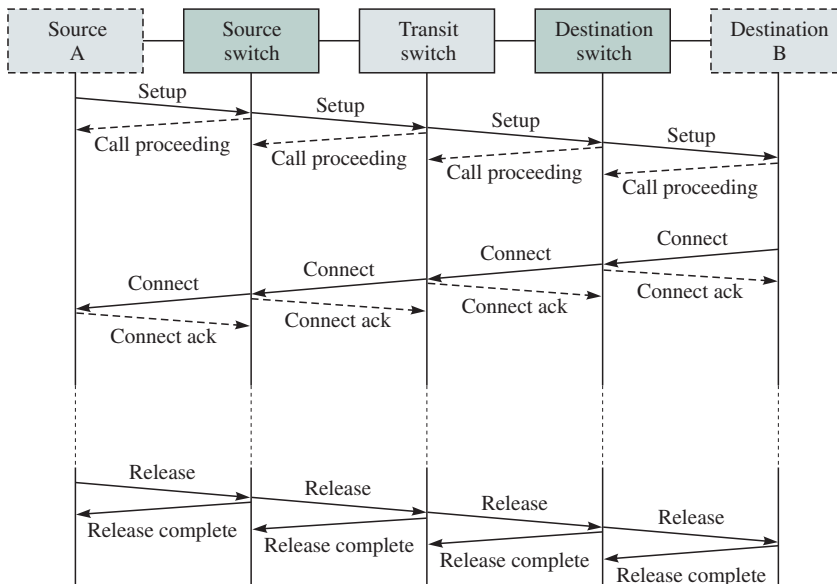 Source
A
Source
switch
Transit
switch
Destination
switch
Destination
B
Setup
Setup
Setup
Setup
Call proceeding
Call proceeding
Call proceeding
Call proceeding
Connect
Connect
Connect
Connect
Connect ack
Connect ack
Connect ack
Connect ack
Release
Release
Release
Release
Release complete
Release complete
Release complete
Release complete